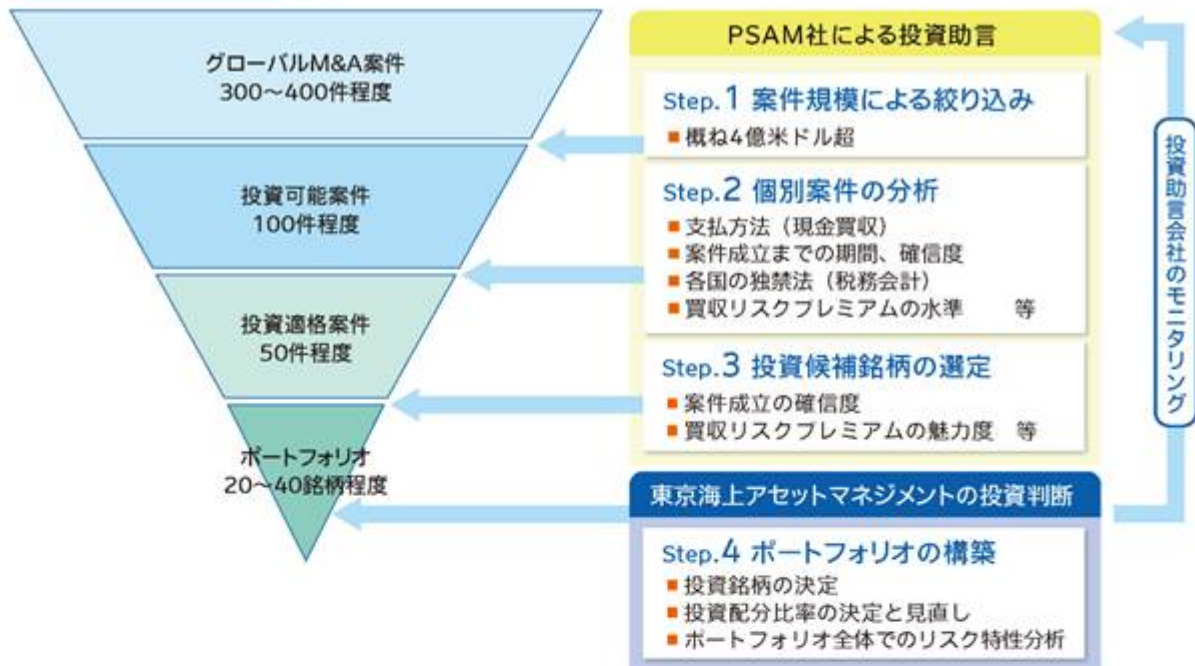 グローバルM&A案件
300〜400件程度
投資可能案件
100件程度
投資適格案件
50件程度
ポートフォリオ
20〜40銘柄程度
PSAM社による投資助言
Step.1 案件規模による絞り込み
■ 概ね4億米ドル超
Step.2 個別案件の分析
■ 支払方法（現金買収）
■ 案件成立までの期間、確信度
■ 各国の独禁法（税務会計）
■ 買収リスクプレミアムの水準 等
Step.3 投資候補銘柄の選定
■ 案件成立の確信度
■ 買収リスクプレミアムの魅力度 等
東京海上アセットマネジメントの投資判断
Step.4 ポートフォリオの構築
■ 投資銘柄の決定
■ 投資配分比率の決定と見直し
■ ポートフォリオ全体でのリスク特性分析
投資助言会社のモニタリング